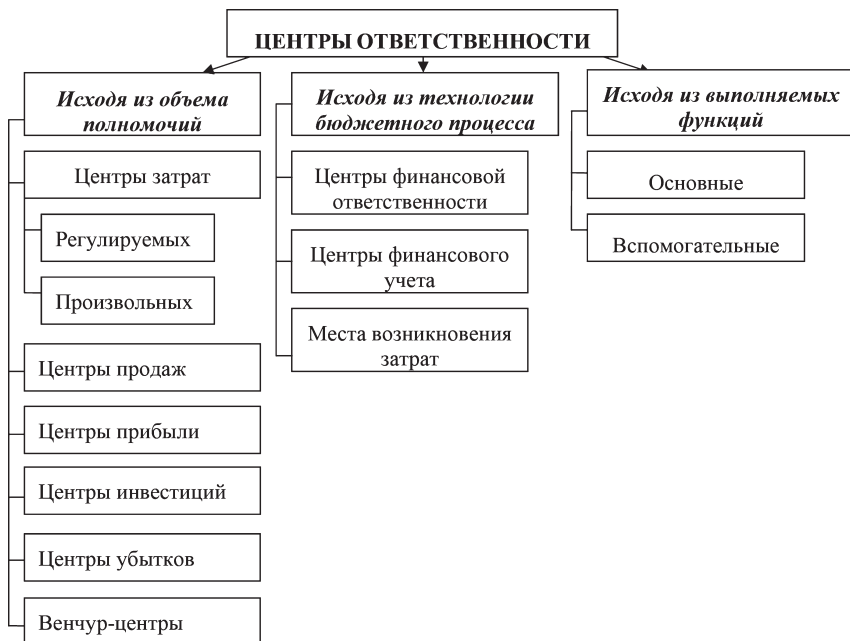 ЦЕНТРЫ ОТВЕТСТВЕННОСТИ
Исходя из объема
полномочий
Центры затрат
Регулируемых
Произвольных
Центры продаж
Центры прибыли
Центры инвестиций
Центры убытков
Венчур-центры
Исходя из технологии
бюджетного процесса
Центры финансовой
ответственности
Центры финансового
учета
Места возникновения
затрат
Исходя из выполняемых
функций
Основные
Вспомогательные